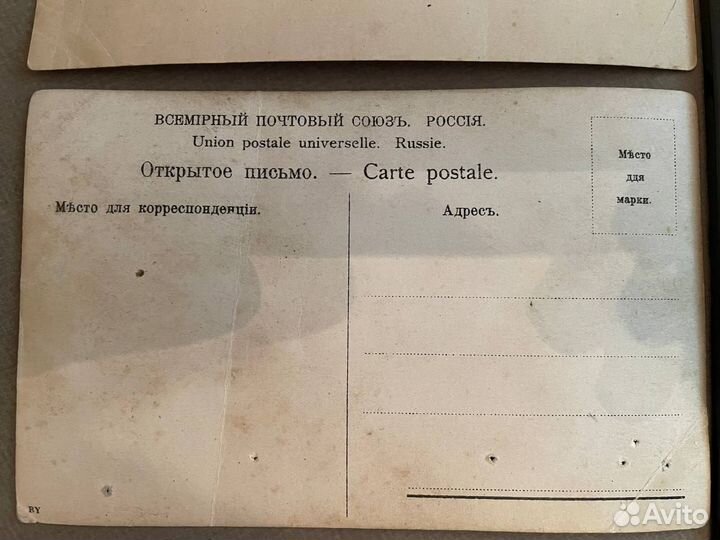 ВСЕМІРНЫЙ ПОЧТОВЫЙ СОЮЗЪ. РОССІЯ.
Union postale universelle. Russie.
Открытое письмо. — Carte postale.
Мѣсто
ддя
марки.
Мѣсто для корреспонденціи.
Адресъ.
BY
Avito